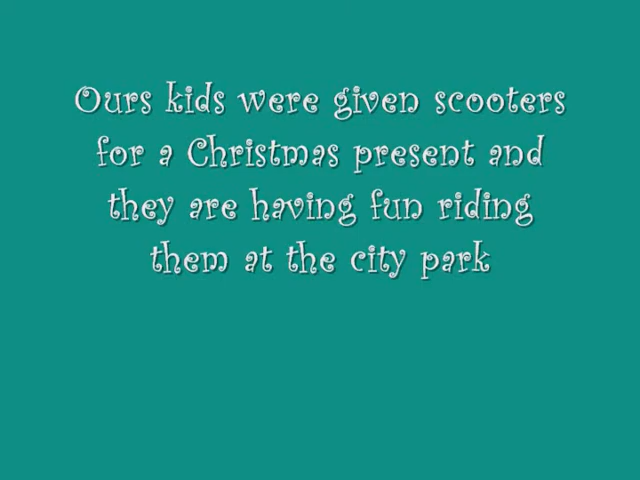 Ours kids were given scooters
for a Christmas present and
they are having fun riding
them at the city park